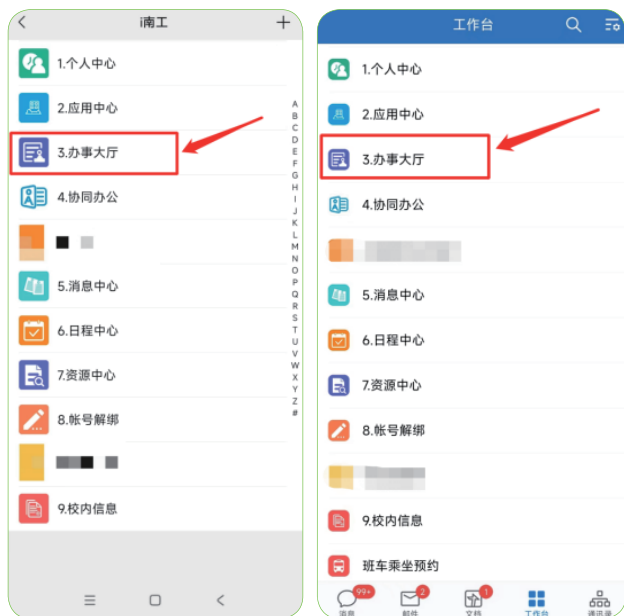 i南工
1.个人中心
2.应用中心
3.办事大厅
4.协同办公
5.消息中心
6.日程中心
7.资源中心
8.帐号解绑
9.校内信息
A
B
C
D
E
F
G
H
I
J
K
L
M
N
O
P
Q
R
S
T
U
V
W
X
Y
Z
#
工作台
1.个人中心
2.应用中心
3.办事大厅
4.协同办公
5.消息中心
6.日程中心
7.资源中心
8.帐号解绑
9.校内信息
班车乘坐预约
99+
2
1
消息
邮件
文档
工作台
通讯录